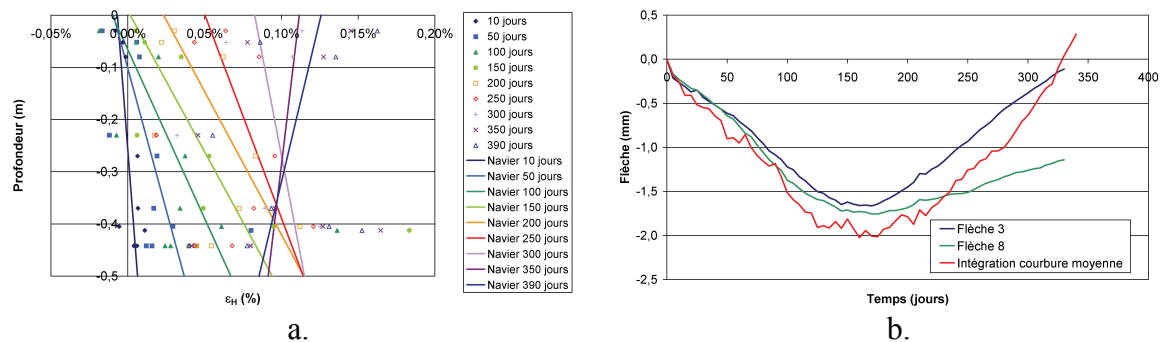 -0,05%
0,00%
0,10%
0,00%
0,10%
0,20%
0
-0,1
-0,2
-0,3
-0,4
-0,5
Profondeur (m)
εH (%)
10 jours
50 jours
100 jours
150 jours
200 jours
250 jours
300 jours
350 jours
390 jours
Navier 10 jours
Navier 50 jours
Navier 100 jours
Navier 150 jours
Navier 200 jours
Navier 250 jours
Navier 300 jours
Navier 350 jours
Navier 390 jours
a.
0,5
0,0
-0,5
-1,0
-1,5
-2,0
-2,5
0
50
100
150
200
250
300
350
400
Flèche (mm)
Temps (jours)
Flèche 3
Flèche 8
Intégration courbure moyenne
b.